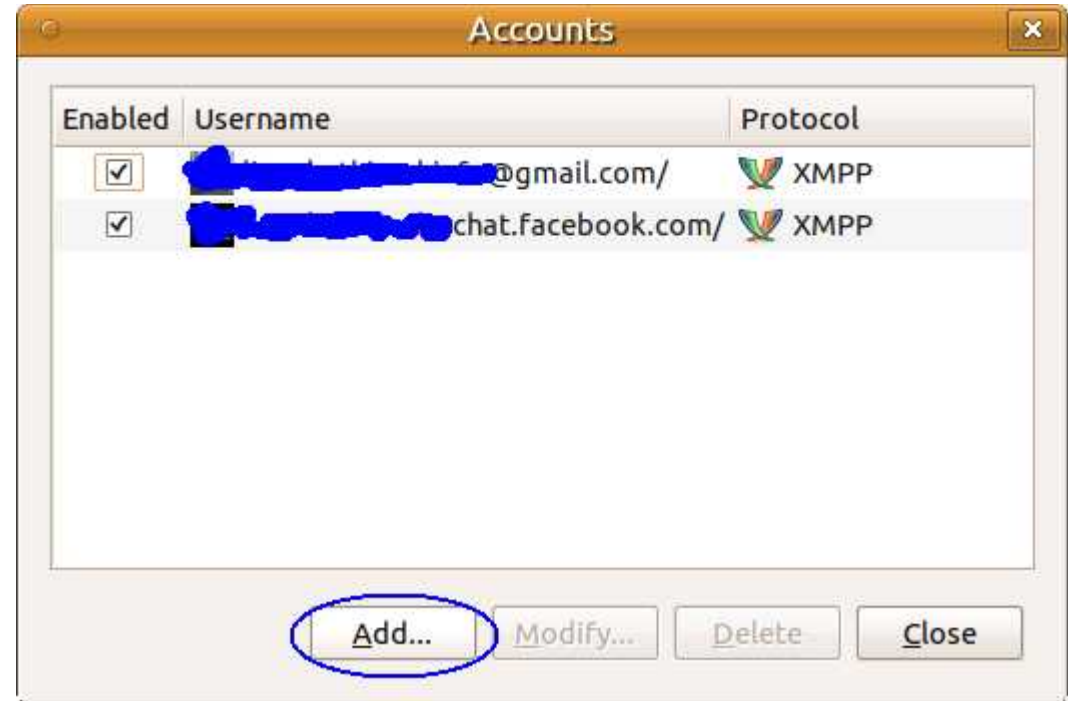 Accounts
Enabled Username Protocol
@gmail.com/ XMPP
chat.facebook.com/ XMPP
Add... Modify... Delete Close